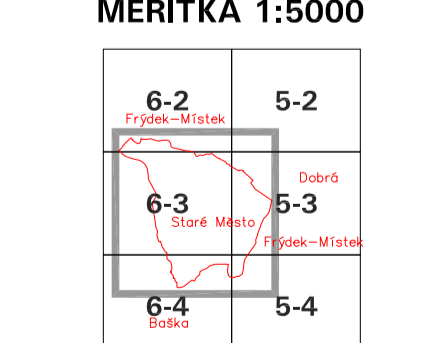 MĚŘÍTKA 1:5000
6-2 5-2
Frýdek-Místek
Dobrá
6-3 5-3
Staré Město
Frýdek-Místek
6-4 5-4
Baška